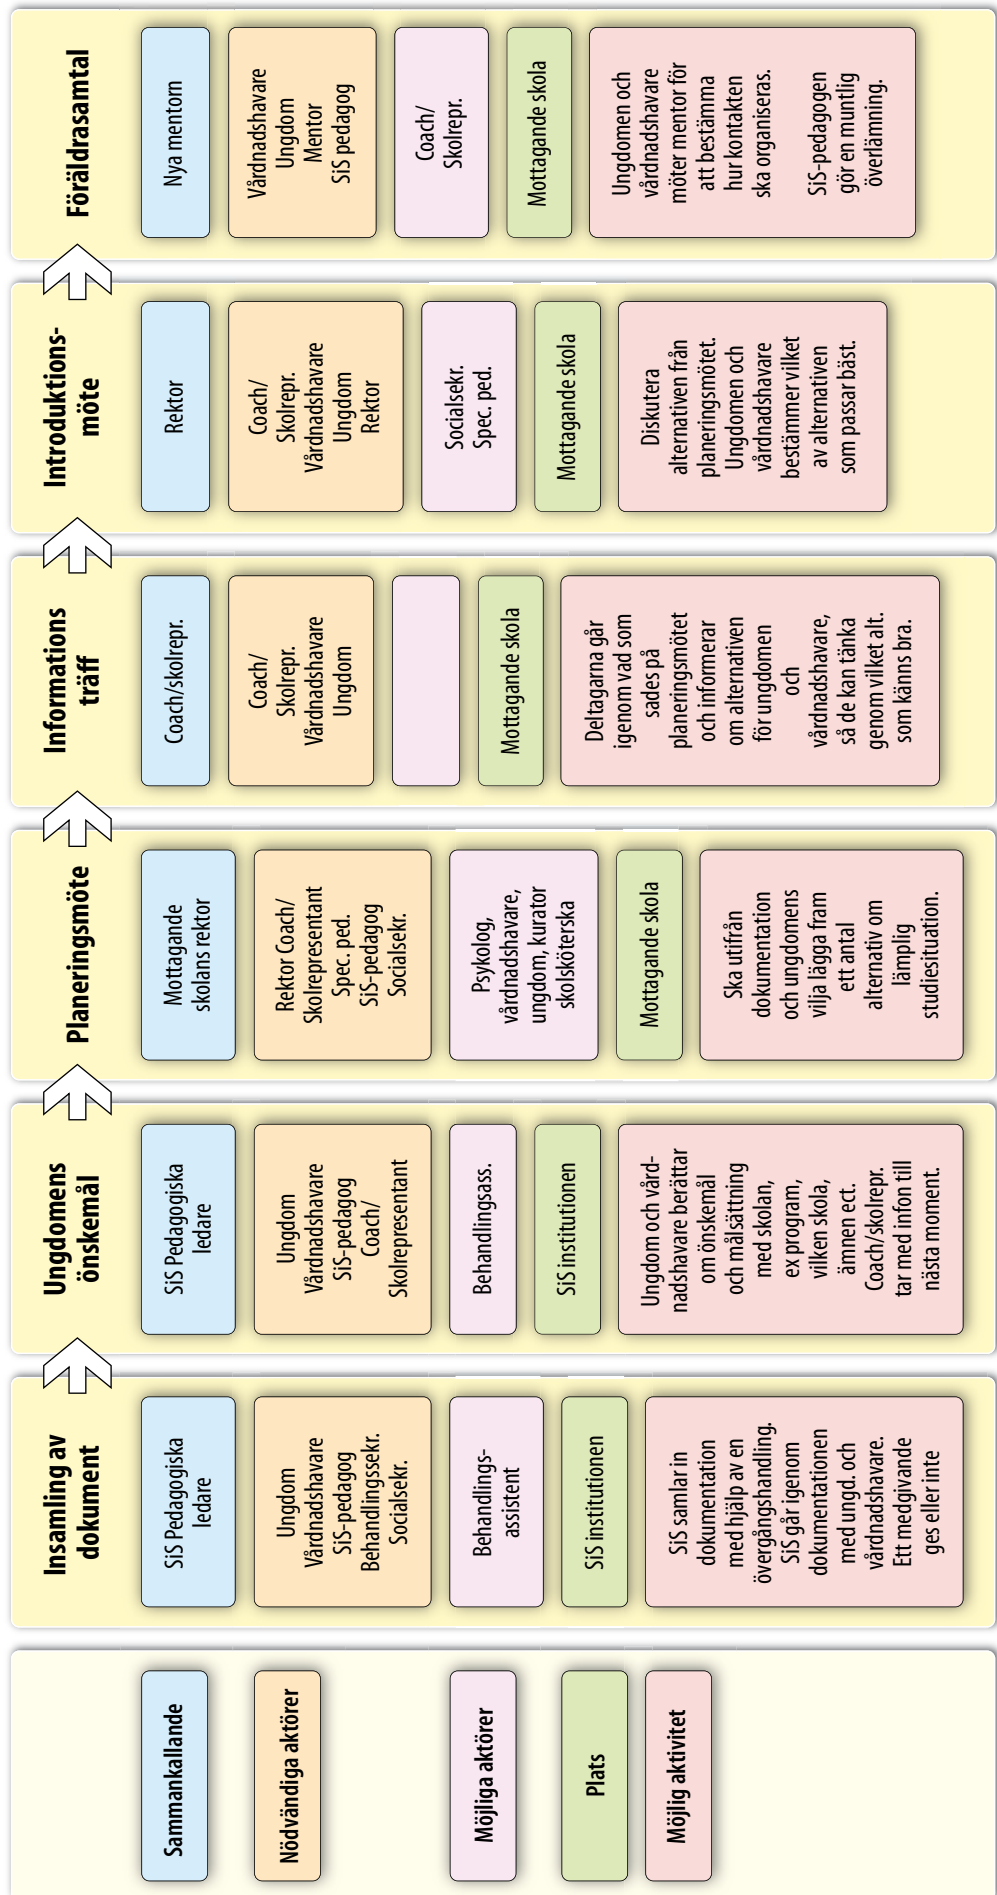 Sammankallande
Nödvändiga aktörer
Möjliga aktörer
Plats
Möjlig aktivitet
Insamling av
dokument
SiS Pedagogiska
ledare
Ungdom
Vårdnadshavare
SiS-pedagog
Behandlingssekr.
Socialsekr.
Behandlings-
assistent
SiS institutionen
SiS samlar in
dokumentation
med hjälp av en
övergångshandling.
SiS går igenom
dokumentationen
med ungd. och
vårdnadshavare.
Ett medgivande
ges eller inte
Ungdomens
önskemål
SiS Pedagogiska
ledare
Ungdom
Vårdnadshavare
SiS-pedagog
Coach/
Skolrepresentant
Behandlingsass.
SiS institutionen
Ungdom och vård-
nadshavare berättar
om önskemål
och målsättning
med skolan,
ex program,
vilken skola,
ämnen ect.
Coach/skolrepr.
tar med infon till
nästa moment.
Planeringsmöte
Mottagande
skolans rektor
Rektor Coach/
Skolrepresentant
Spec. ped.
SiS-pedagog
Socialsekr.
Psykolog,
vårdnadshavare,
ungdom, kurator
skolsköterska
Mottagande skola
Ska utifrån
dokumentation
och ungdomens
vilja lägga fram
ett antal
alternativ om
lämplig
studiesituation.
Informations
träff
Coach/skolrepr.
Coach/
Skolrepr.
Vårdnadshavare
Ungdom
Mottagande skola
Deltagarna går
igenom vad som
sades på
planeringsmötet
och informerar
om alternativen
för ungdomen
och
vårdnadshavare,
så de kan tänka
genom vilket alt.
som känns bra.
Introduktions-
möte
Rektor
Coach/
Skolrepr.
Vårdnadshavare
Ungdom
Rektor
Socialsekr.
Spec. ped.
Mottagande skola
Diskutera
alternativen från
planeringsmötet.
Ungdomen och
vårdnadshavare
bestämmer vilket
av alternativen
som passar bäst.
Föräldrasamtal
Nya mentorn
Vårdnadshavare
Ungdom
Mentor
SiS pedagog
Coach/
Skolrepr.
Mottagande skola
Ungdomen och
vårdnadshavare
möter mentor för
att bestämma
hur kontakten
ska organiseras.
SiS-pedagogen
gör en muntlig
överlämning.